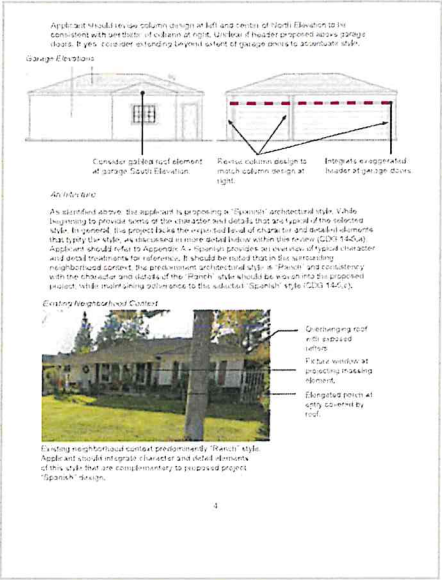 Applicant should revise column design at left and center of North Elevation to be
consistent with aesthetic of column at right. Unclear if header proposed above garage
doors. If yes, consider extending beyond extent of garage doors to accentuate style.
Garage Elevations
Consider gabled roof element
at garage South Elevation.
Revise column design to
match column design at
right.
Integrate exaggerated
header at garage doors.
Architecture
As identified above, the applicant is proposing a "Spanish" architectural style. While
beginning to provide some of the character and details that are typical of the selected
style. In general, the project lacks the expected level of character and detailed elements
that typify the style, as discussed in more detail below within this review (CDG
Applicant should refer to Appendix A - Spanish provides an overview of typical character
and detail treatments for reference. It should be noted that in the surrounding
neighborhood context, the predominant architectural style is "Ranch" and consistency
with the character and details of the "Ranch" style should be woven into the proposed
project, while maintaining adherence to the selected "Spanish" style (CDG
Existing Neighborhood Context
Overhanging roof
with exposed
rafters.
Picture window at
projecting massing
element.
Elongated porch at
entry covered by
roof.
Existing neighborhood context predominently "Ranch" style.
Applicant should integrate character and detail elements
of this style that are complementary to proposed project
"Spanish" design.
4